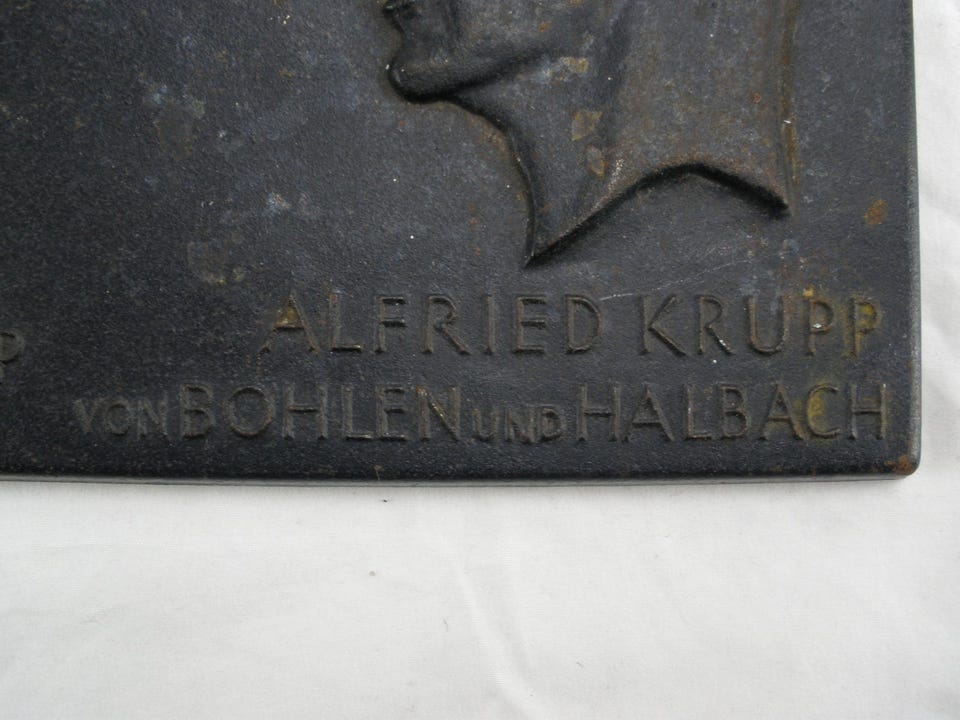 ALFRIED KRUPP
VON BOHLEN UND HALBACH